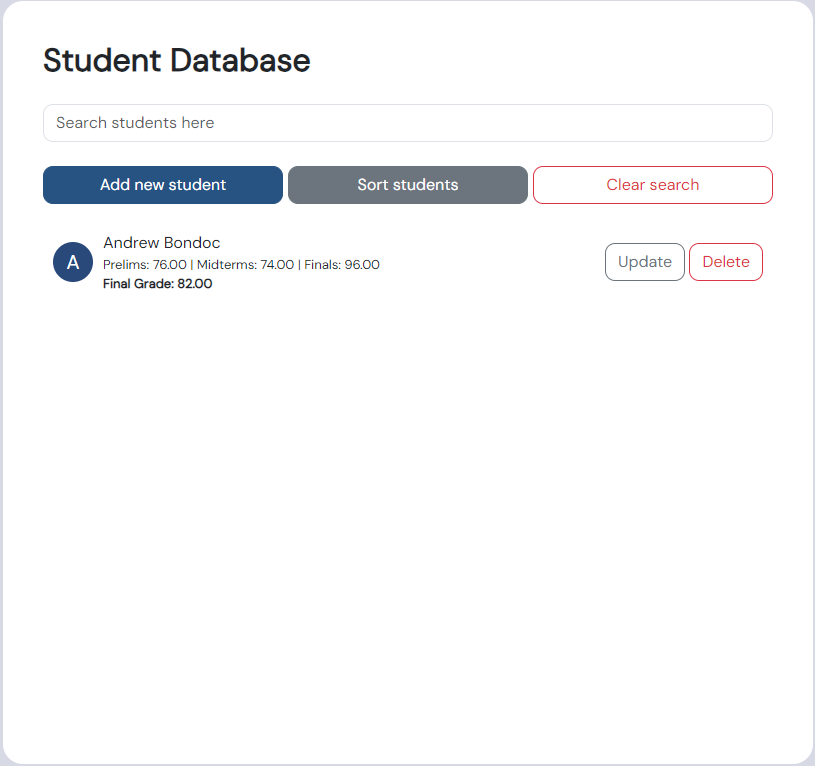 Student Database
Search students here
Add new student
Sort students
Clear search
A
Andrew Bondoc
Prelims: 76.00 | Midterms: 74.00 | Finals: 96.00
Final Grade: 82.00
Update
Delete